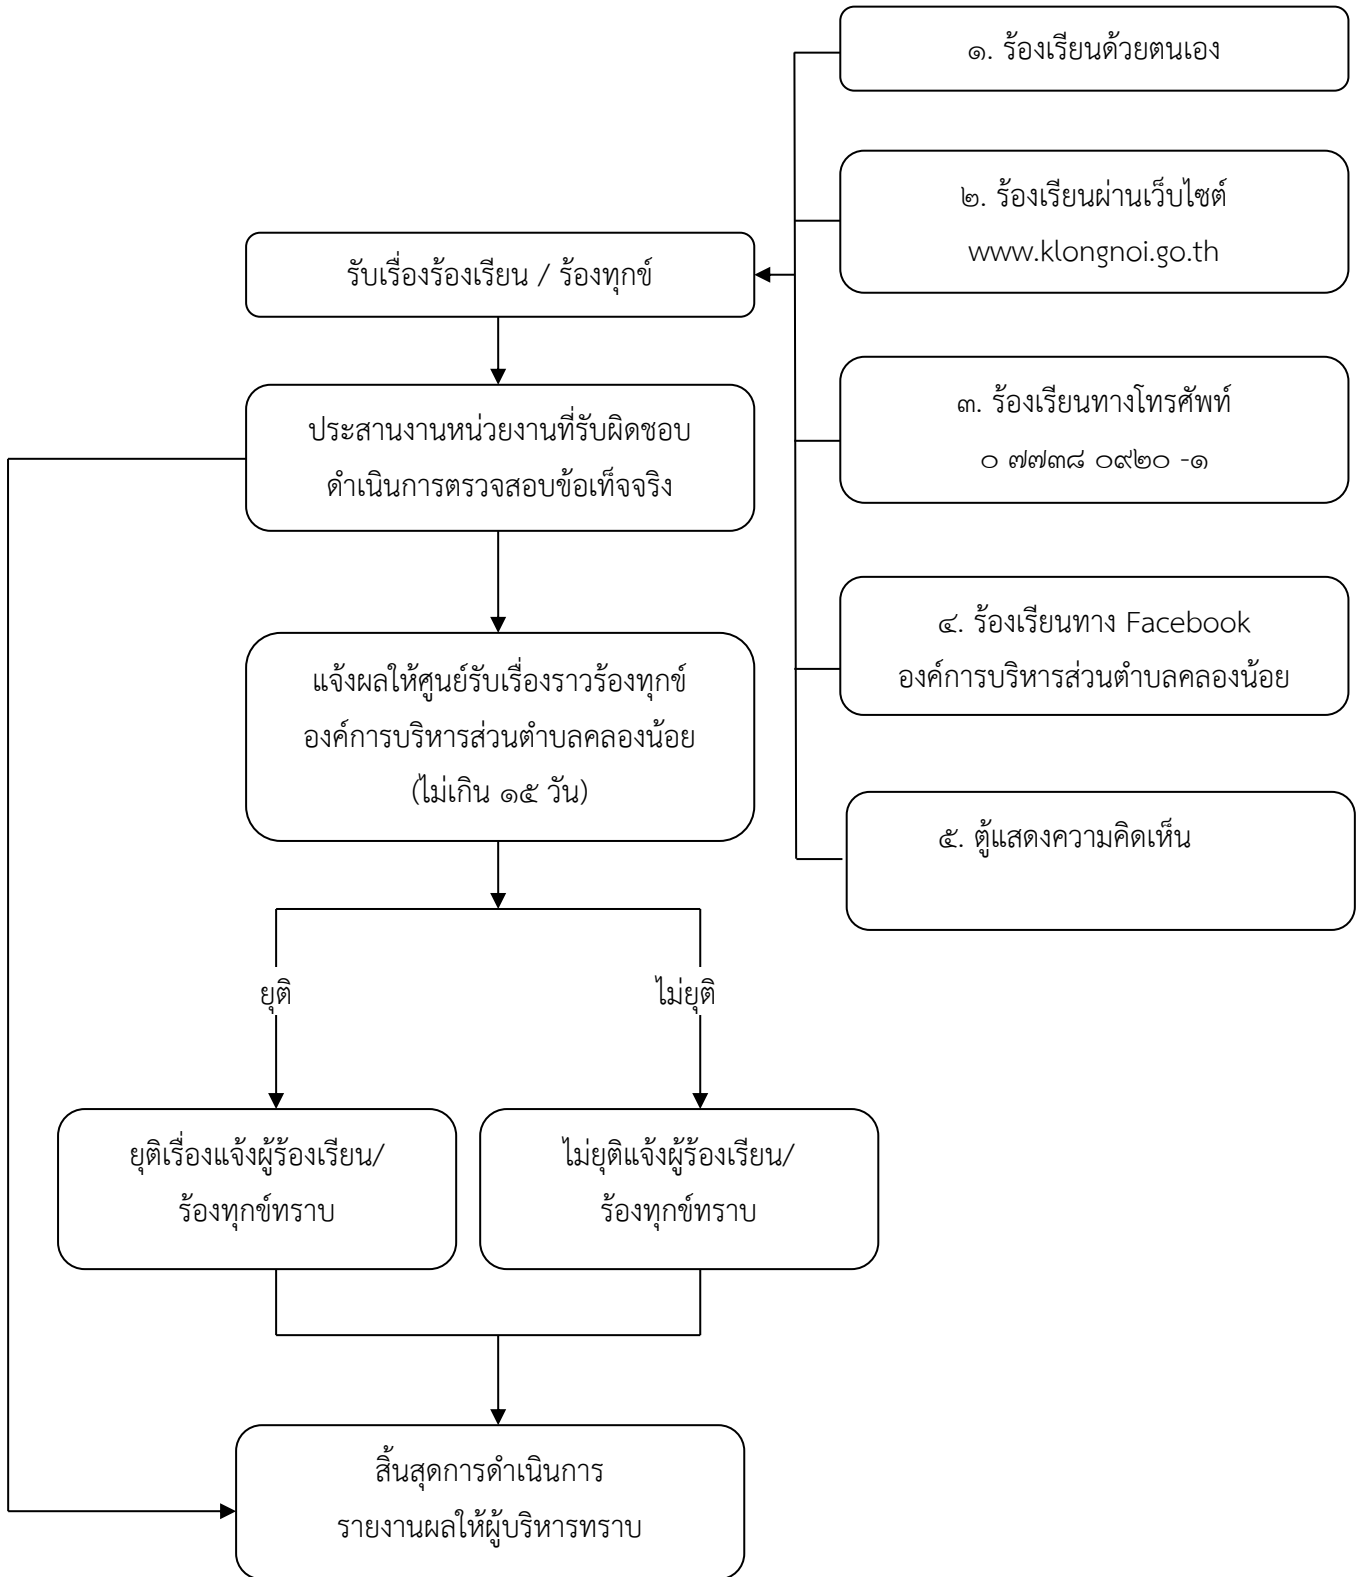 ๑. ร้องเรียนด้วยตนเอง
๒. ร้องเรียนผ่านเว็บไซต์
www.klongnoi.go.th
รับเรื่องร้องเรียน / ร้องทุกข์
๓. ร้องเรียนทางโทรศัพท์
๐ ๗๗๓๘ ๐๙๒๐ -๑
ประสานงานหน่วยงานที่รับผิดชอบ
ดำเนินการตรวจสอบข้อเท็จจริง
๔. ร้องเรียนทาง Facebook
องค์การบริหารส่วนตำบลคลองน้อย
แจ้งผลให้ศูนย์รับเรื่องราวร้องทุกข์
องค์การบริหารส่วนตำบลคลองน้อย
(ไม่เกิน ๑๕ วัน)
๕. ตู้แสดงความคิดเห็น
ยุติ
ไม่ยุติ
ยุติเรื่องแจ้งผู้ร้องเรียน/
ร้องทุกข์ทราบ
ไม่ยุติแจ้งผู้ร้องเรียน/
ร้องทุกข์ทราบ
สิ้นสุดการดำเนินการ
รายงานผลให้ผู้บริหารทราบ